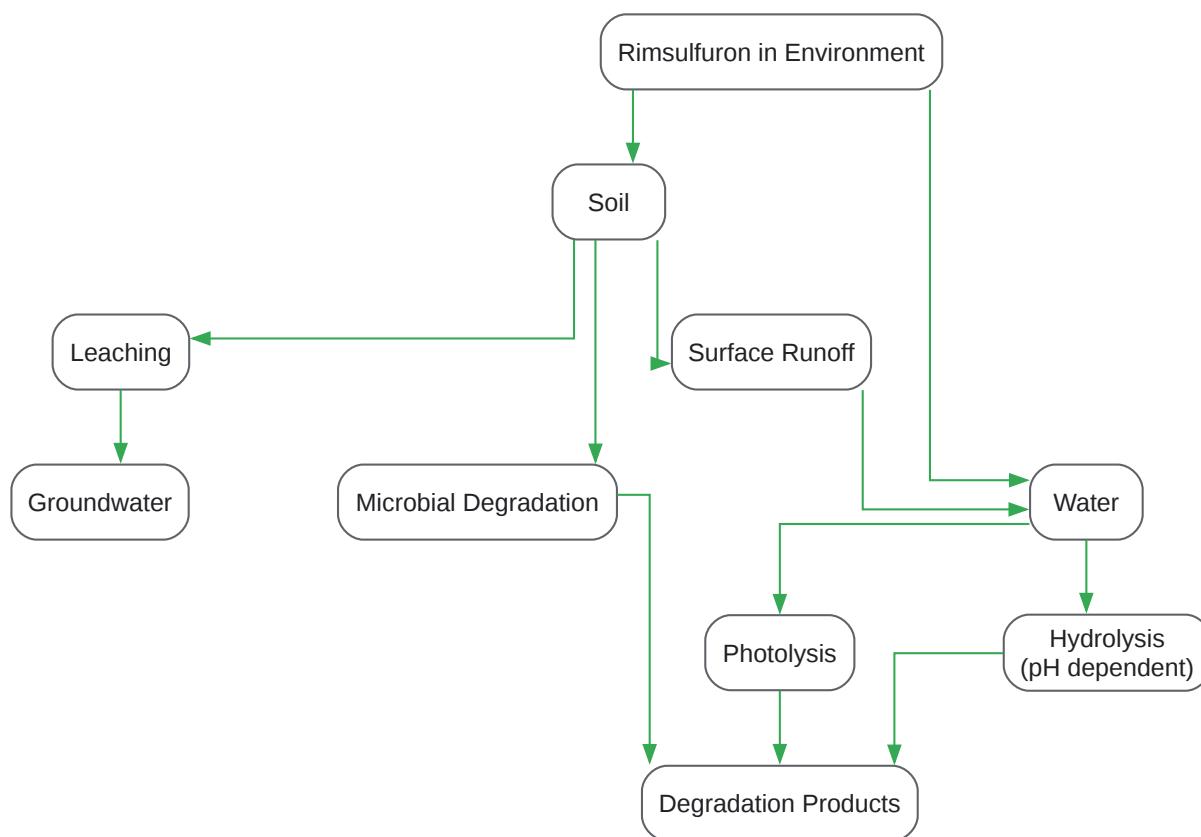 Rimsulfuron in Environment
Soil
Leaching
Surface Runoff
Groundwater
Microbial Degradation
Water
Photolysis
Hydrolysis
(pH dependent)
Degradation Products